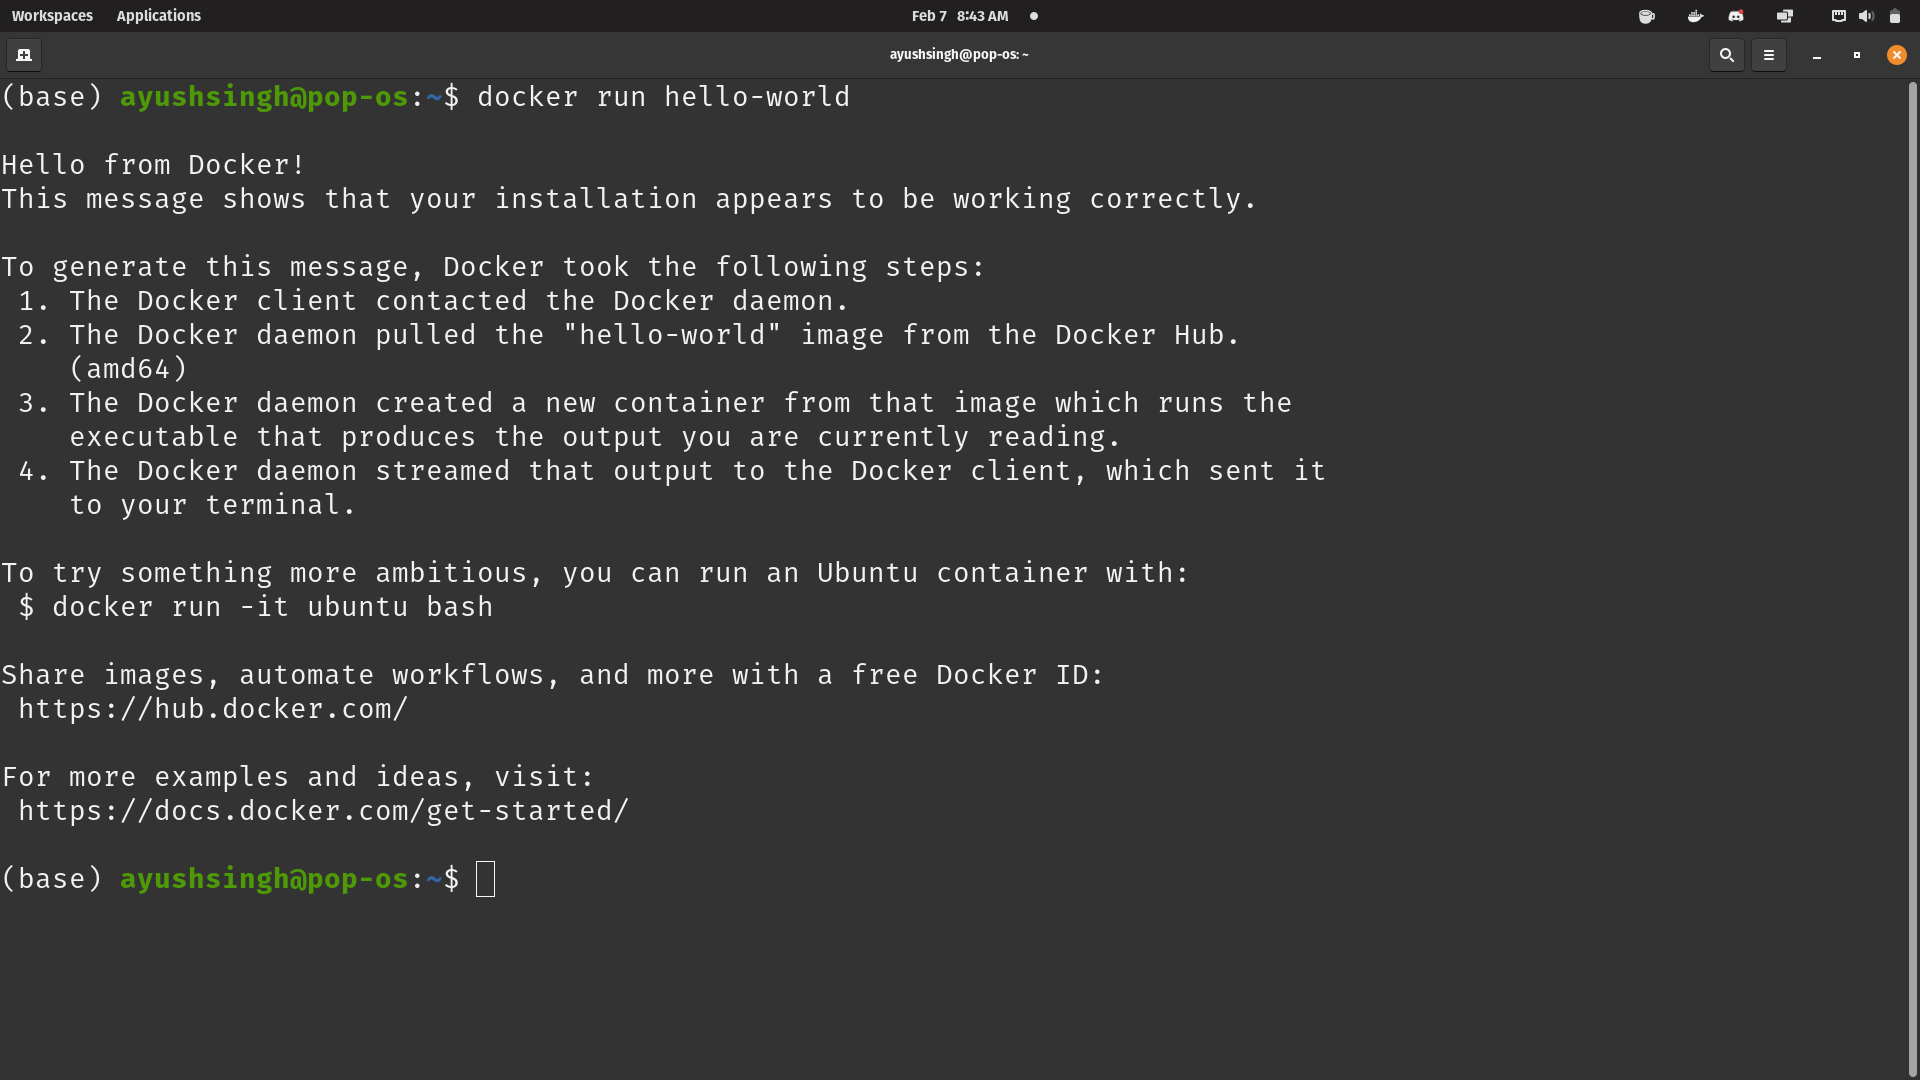 Workspaces Applications Feb 7 8:43 AM
ayushsingh@pop-os: ~
(base) ayushsingh@pop-os:~$ docker run hello-world
Hello from Docker!
This message shows that your installation appears to be working correctly.
To generate this message, Docker took the following steps:
1. The Docker client contacted the Docker daemon.
2. The Docker daemon pulled the "hello-world" image from the Docker Hub.
(amd64)
3. The Docker daemon created a new container from that image which runs the
executable that produces the output you are currently reading.
4. The Docker daemon streamed that output to the Docker client, which sent it
to your terminal.
To try something more ambitious, you can run an Ubuntu container with:
$ docker run -it ubuntu bash
Share images, automate workflows, and more with a free Docker ID:
https://hub.docker.com/
For more examples and ideas, visit:
https://docs.docker.com/get-started/
(base) ayushsingh@pop-os:~$